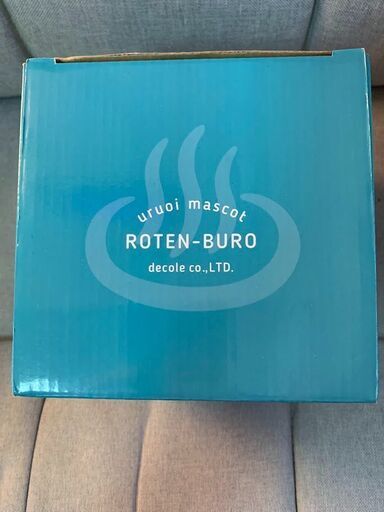 uruoi mascot
ROTEN-BURO
decole co.,LTD.